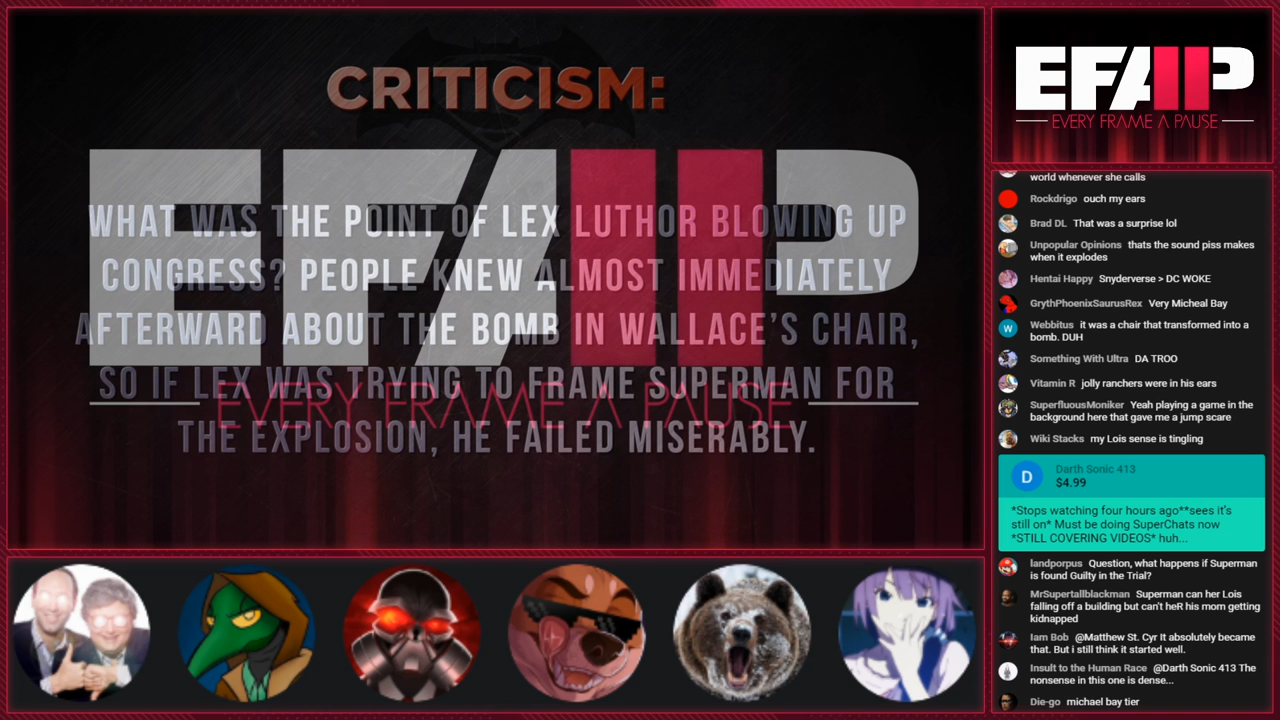 CRITICISM:
EFAP
WHAT WAS THE POINT OF LEX LUTHOR BLOWING UP
CONGRESS? PEOPLE KNEW ALMOST IMMEDIATELY
AFTERWARD ABOUT THE BOMB IN WALLACE'S CHAIR,
SO IF LEX WAS TRYING TO FRAME SUPERMAN FOR
EVERY FRAME A PAUSE
THE EXPLOSION, HE FAILED MISERABLY.
EFAP
EVERY FRAME A PAUSE
world whenever she calls
Rockdrigo ouch my ears
Brad DL That was a surprise lol
Unpopular Opinions thats the sound piss makes
when it explodes
Hentai Happy Snyderverse > DC WOKE
GrythPhoenixSaurusRex Very Micheal Bay
W
Webbitus it was a chair that transformed into a
bomb. DUH
Something With Ultra DA TROO
Vitamin R jolly ranchers were in his ears
SuperfluousMoniker Yeah playing a game in the
background here that gave me a jump scare
Wiki Stacks my Lois sense is tingling
D
Darth Sonic 413
$4.99
*Stops watching four hours ago**sees it's
still on* Must be doing SuperChats now
*STILL COVERING VIDEOS* huh...
landporpus Question, what happens if Superman
is found Guilty in the Trial?
MrSupertallblackman Superman can her Lois
falling off a building but can't heR his mom getting
kidnapped
Iam Bob @Matthew St. Cyr It absolutely became
that. But i still think it started well.
Insult to the Human Race @Darth Sonic 413 The
nonsense in this one is dense...
Die-go michael bay tier